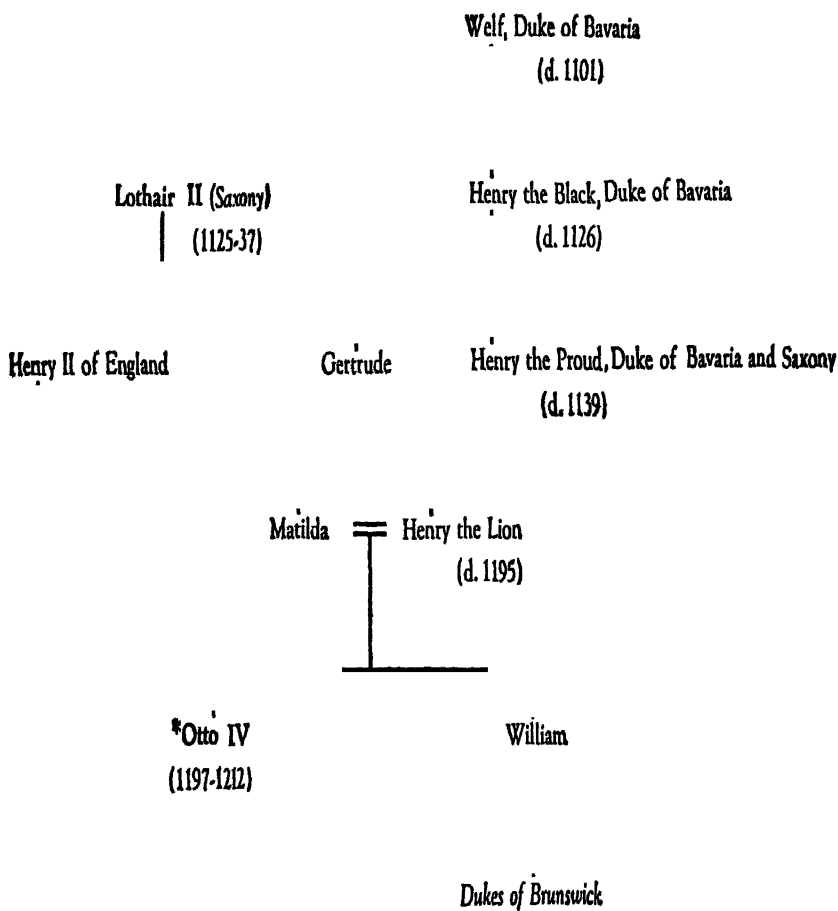 Welf, Duke of Bavaria
(d. 1101)
Lothair II (Saxony)
(1125-37)
Henry the Black, Duke of Bavaria
(d. 1126)
Henry II of England
Gertrude
Henry the Proud, Duke of Bavaria and Saxony
(d. 1139)
Matilda
Henry the Lion
(d. 1195)
*Otto IV
(1197-1212)
William
Dukes of Brunswick